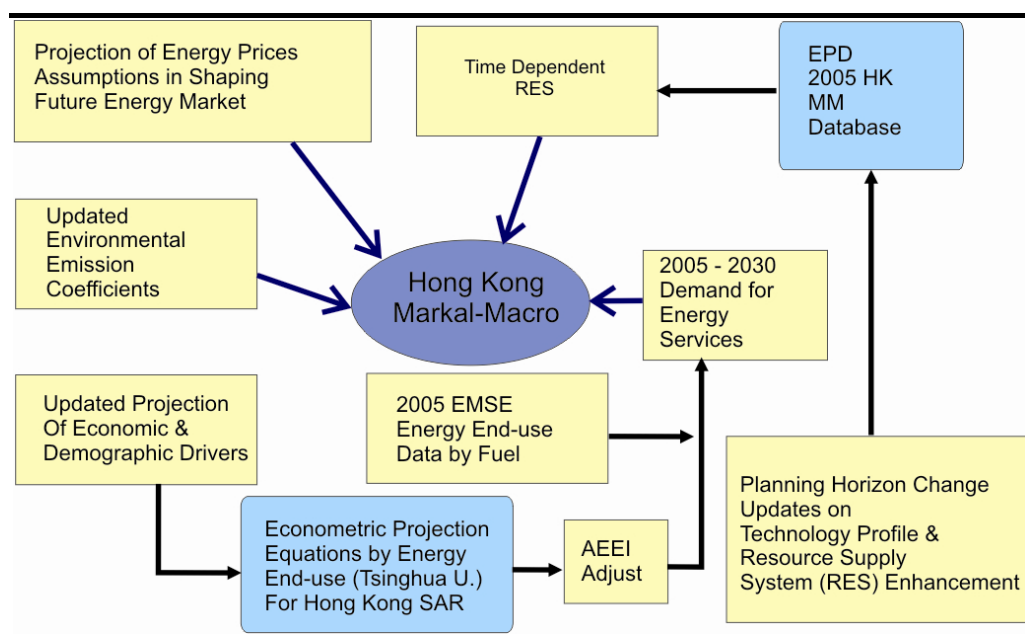 Projection of Energy Prices
Assumptions in Shaping
Future Energy Market
Time Dependent
RES
EPD
2005 HK
MM
Database
Updated
Environmental
Emission
Coefficients
Hong Kong
Markal-Macro
2005 - 2030
Demand for
Energy
Services
Updated Projection
Of Economic &
Demographic Drivers
2005 EMSE
Energy End-use
Data by Fuel
Planning Horizon Change
Updates on
Technology Profile &
Resource Supply
System (RES) Enhancement
Econometric Projection
Equations by Energy
End-use (Tsinghua U.)
For Hong Kong SAR
AEEI
Adjust